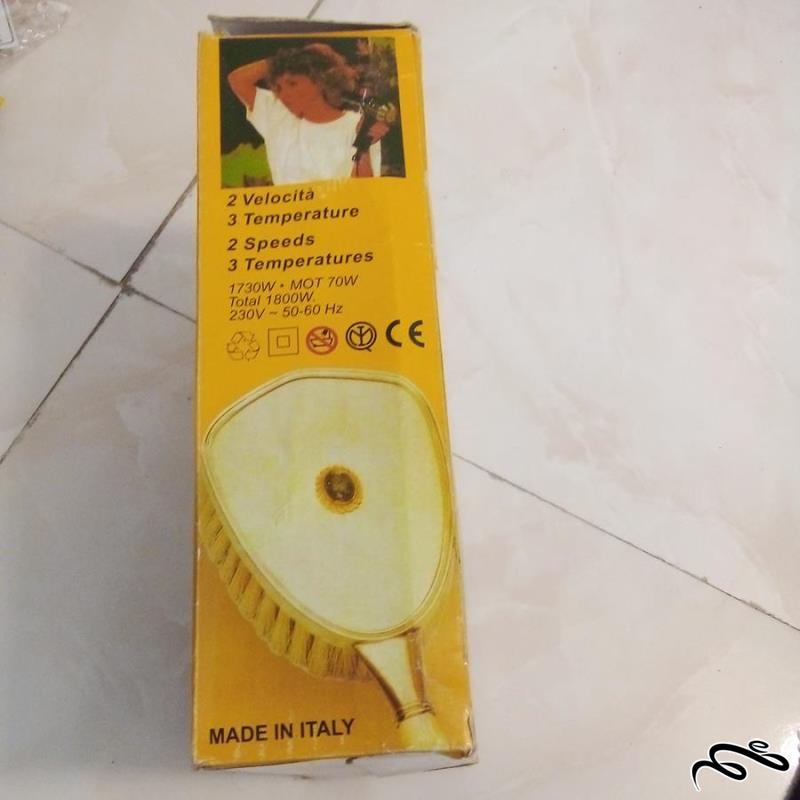 2 Velocità
3 Temperature
2 Speeds
3 Temperatures
1730W • MOT 70W
Total 1800W.
230V ~ 50-60 Hz
CE
MADE IN ITALY